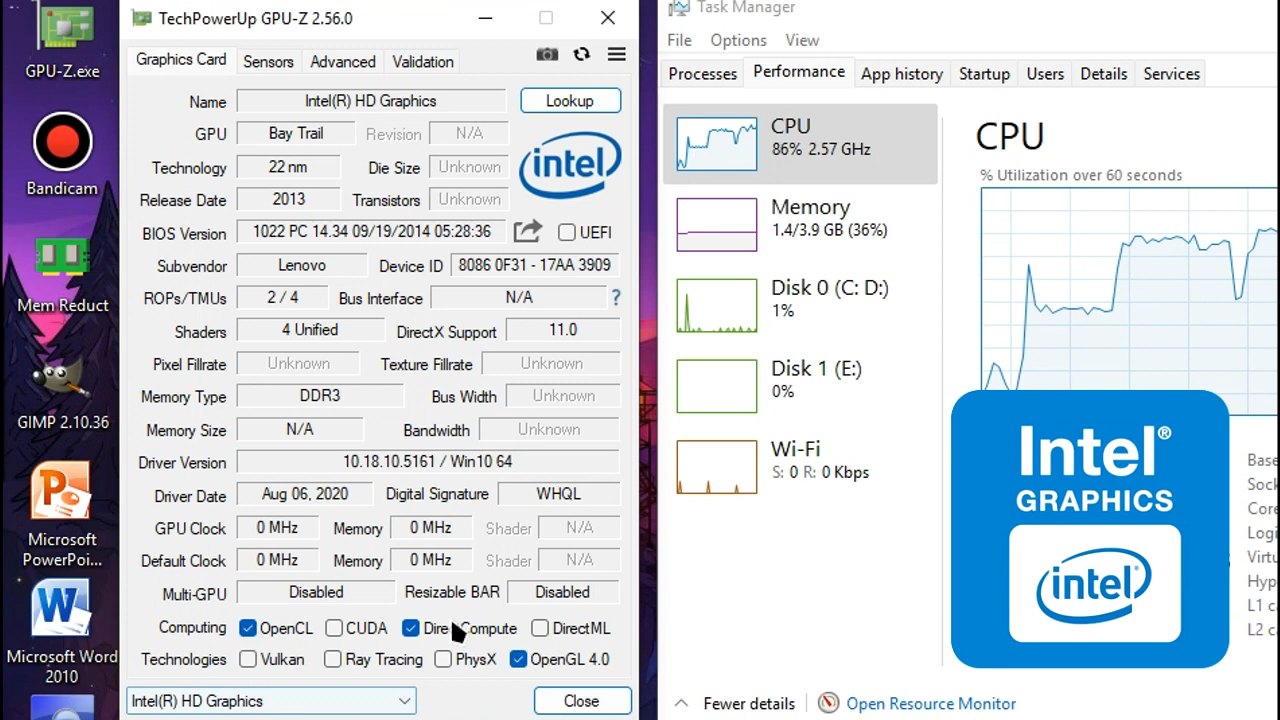 GPU-Z.exe
Bandicam
Mem Reduct
GIMP 2.10.36
Microsoft
PowerPoi...
Microsoft Word
2010
TechPowerUp GPU-Z 2.56.0
Graphics Card Sensors Advanced Validation
Name Intel(R) HD Graphics Lookup
GPU Bay Trail Revision N/A
intel
Technology 22 nm Die Size Unknown
Release Date 2013 Transistors Unknown
BIOS Version 1022 PC 14.34 09/19/2014 05:28:36 UEFI
Subvendor Lenovo Device ID 8086 0F31 - 17AA 3909
ROPs/TMUs 2 / 4 Bus Interface N/A ?
Shaders 4 Unified DirectX Support 11.0
Pixel Fillrate Unknown Texture Fillrate Unknown
Memory Type DDR3 Bus Width Unknown
Memory Size N/A Bandwidth Unknown
Driver Version 10.18.10.5161 / Win10 64
Driver Date Aug 06, 2020 Digital Signature WHQL
GPU Clock 0 MHz Memory 0 MHz Shader N/A
Default Clock 0 MHz Memory 0 MHz Shader N/A
Multi-GPU Disabled Resizable BAR Disabled
Computing OpenCL CUDA DirectCompute DirectML
Technologies Vulkan Ray Tracing PhysX OpenGL 4.0
Intel(R) HD Graphics Close
Task Manager
File Options View
Processes Performance App history Startup Users Details Services
CPU
86% 2.57 GHz
Memory
1.4/3.9 GB (36%)
Disk 0 (C: D:)
1%
Disk 1 (E:)
0%
Wi-Fi
S: 0 R: 0 Kbps
CPU
% Utilization over 60 seconds
Intel®
GRAPHICS
intel
Base
Sock
Core
Logi
Virtu
Hyp
L1 c
L2 c
Fewer details Open Resource Monitor